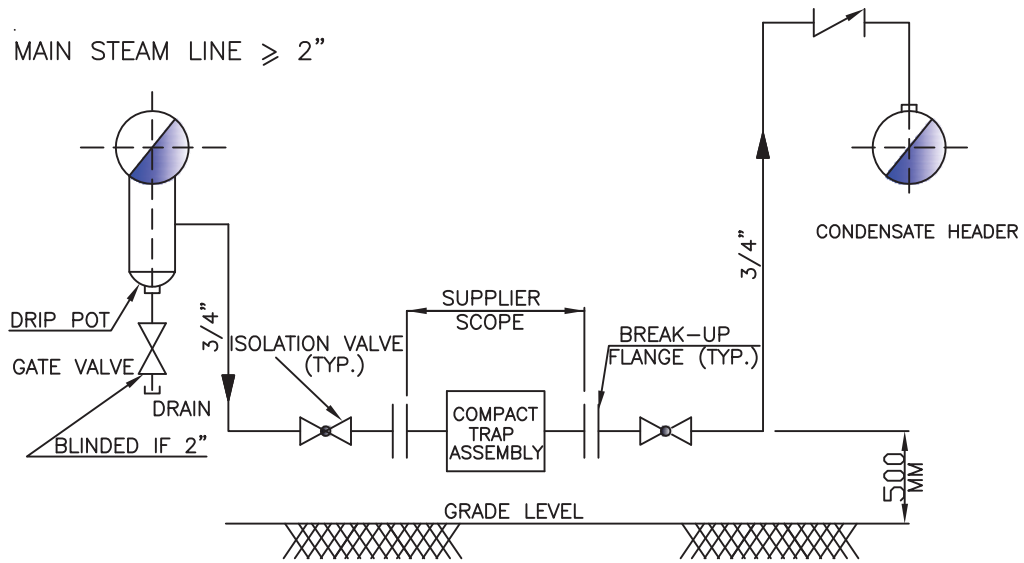 MAIN STEAM LINE ⩾ 2”
CONDENSATE HEADER
3/4”
SUPPLIER
SCOPE
DRIP POT
3/4”
ISOLATION VALVE
(TYP.)
BREAK-UP
FLANGE (TYP.)
GATE VALVE
DRAIN
BLINDED IF 2”
COMPACT
TRAP
ASSEMBLY
500
MM
GRADE LEVEL